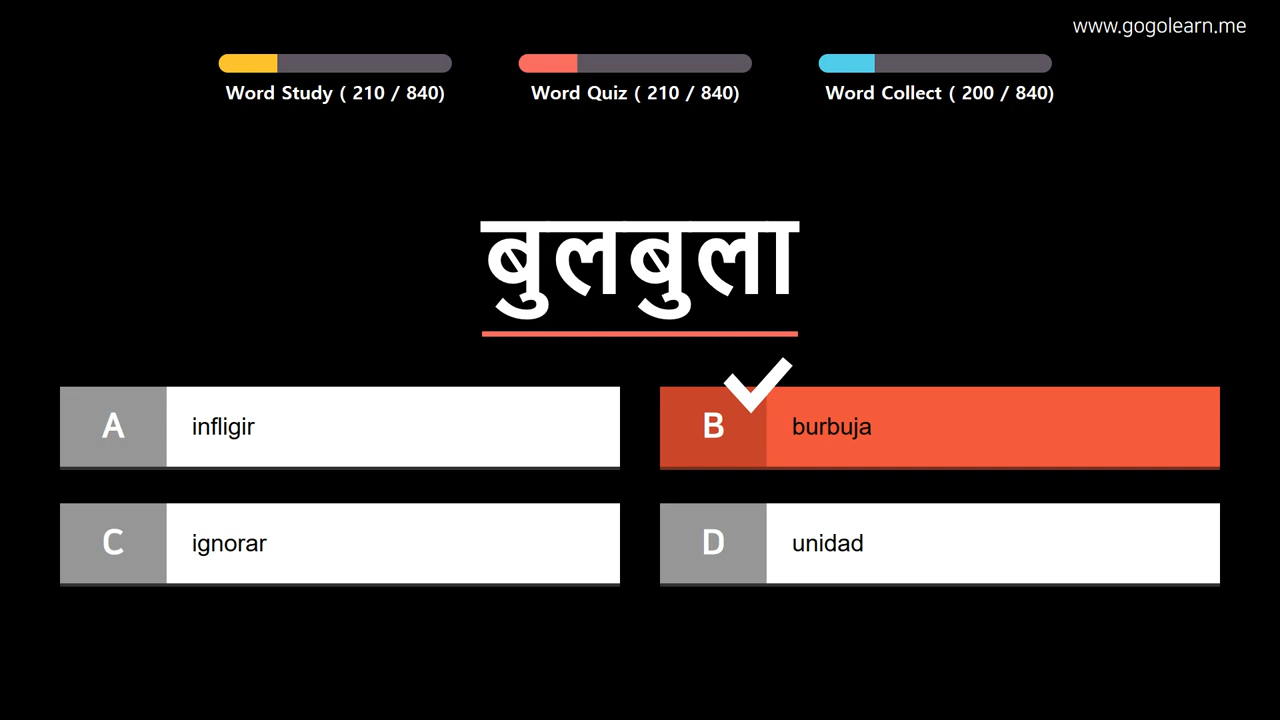 www.gogolearn.me
Word Study ( 210 / 840)
Word Quiz ( 210 / 840)
Word Collect ( 200 / 840)
बुलबुला
A infligir
B burbuja
C ignorar
D unidad